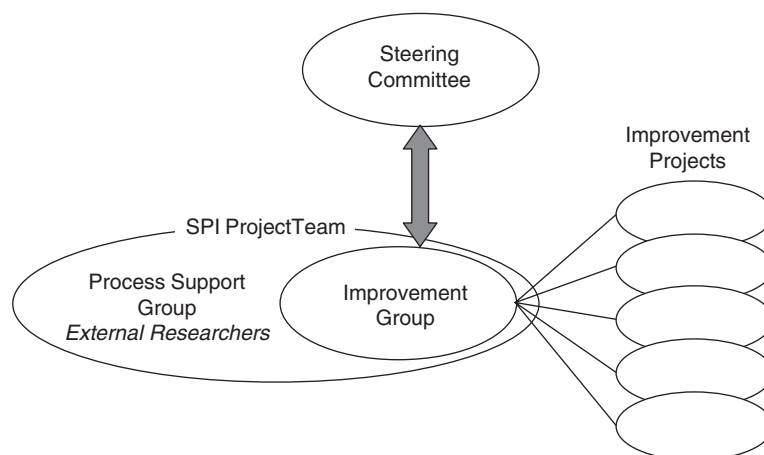 Steering
Committee
Improvement
Projects
SPI ProjectTeam
Process Support
Group
External Researchers
Improvement
Group